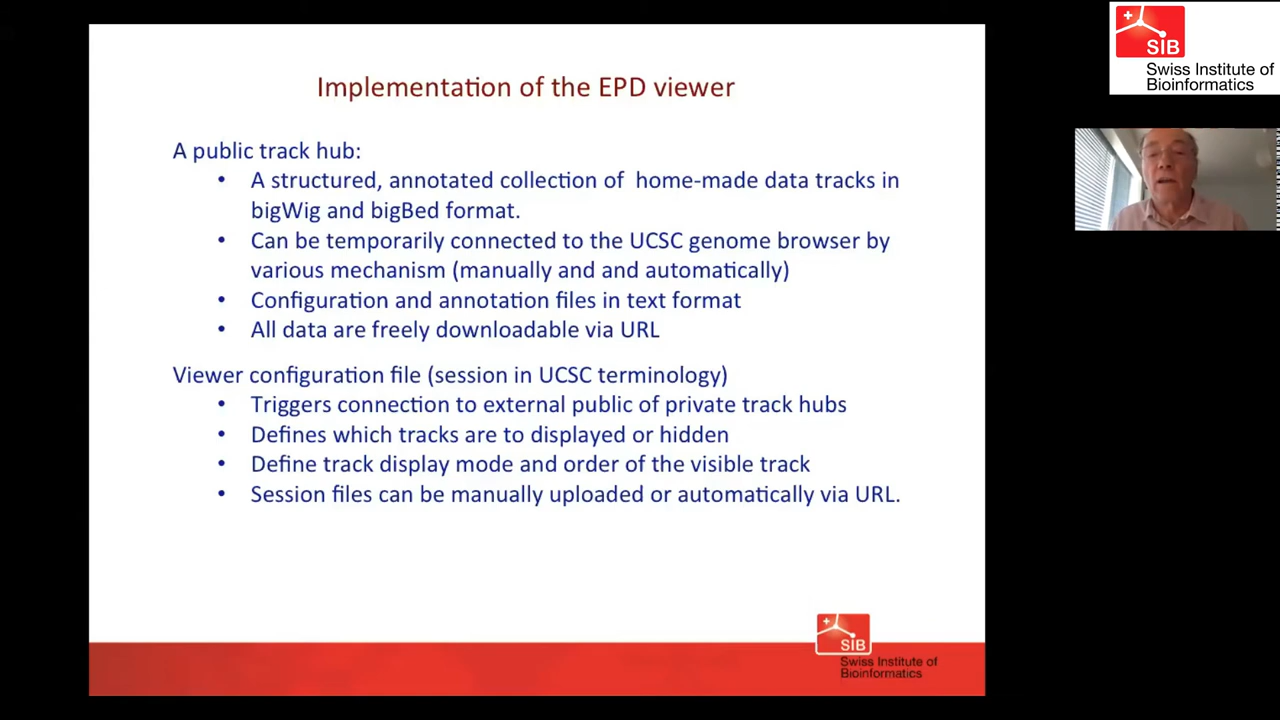 Implementation of the EPD viewer
A public track hub:
• A structured, annotated collection of home-made data tracks in
bigWig and bigBed format.
• Can be temporarily connected to the UCSC genome browser by
various mechanism (manually and and automatically)
• Configuration and annotation files in text format
• All data are freely downloadable via URL
Viewer configuration file (session in UCSC terminology)
• Triggers connection to external public of private track hubs
• Defines which tracks are to displayed or hidden
• Define track display mode and order of the visible track
• Session files can be manually uploaded or automatically via URL.
SIB
Swiss Institute of
Bioinformatics
SIB
Swiss Institute of
Bioinformatics